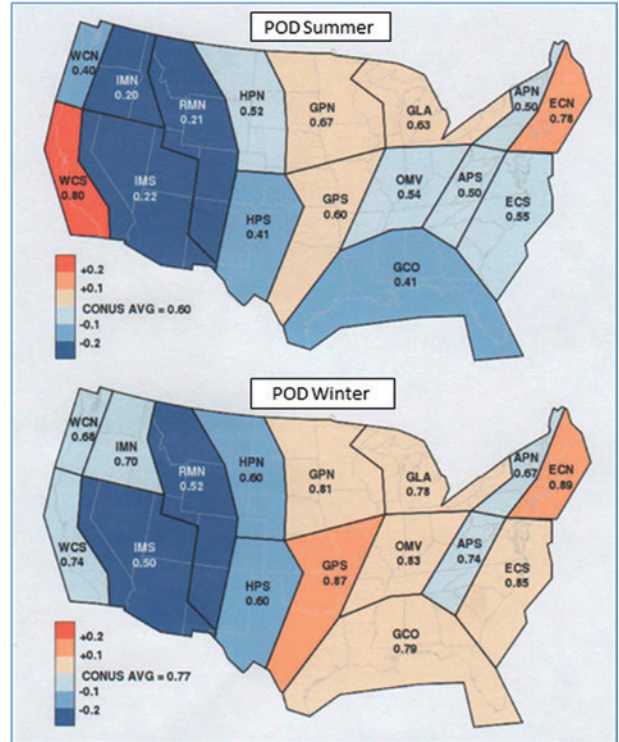 POD Summer
WCN
0.40
IMN
0.20
RMN
0.21
HPN
0.52
GPN
0.67
GLA
0.63
APN
0.50
ECN
0.78
WCS
0.80
IMS
0.22
HPS
0.41
GPS
0.60
OMV
0.54
APS
0.50
ECS
0.55
GCO
0.41
+0.2
+0.1
CONUS AVG = 0.60
-0.1
-0.2
POD Winter
WCN
0.68
IMN
0.70
RMN
0.52
HPN
0.60
GPN
0.81
GLA
0.78
APN
0.67
ECN
0.89
WCS
0.74
IMS
0.50
HPS
0.60
GPS
0.87
OMV
0.83
APS
0.74
ECS
0.85
GCO
0.79
+0.2
+0.1
CONUS AVG = 0.77
-0.1
-0.2